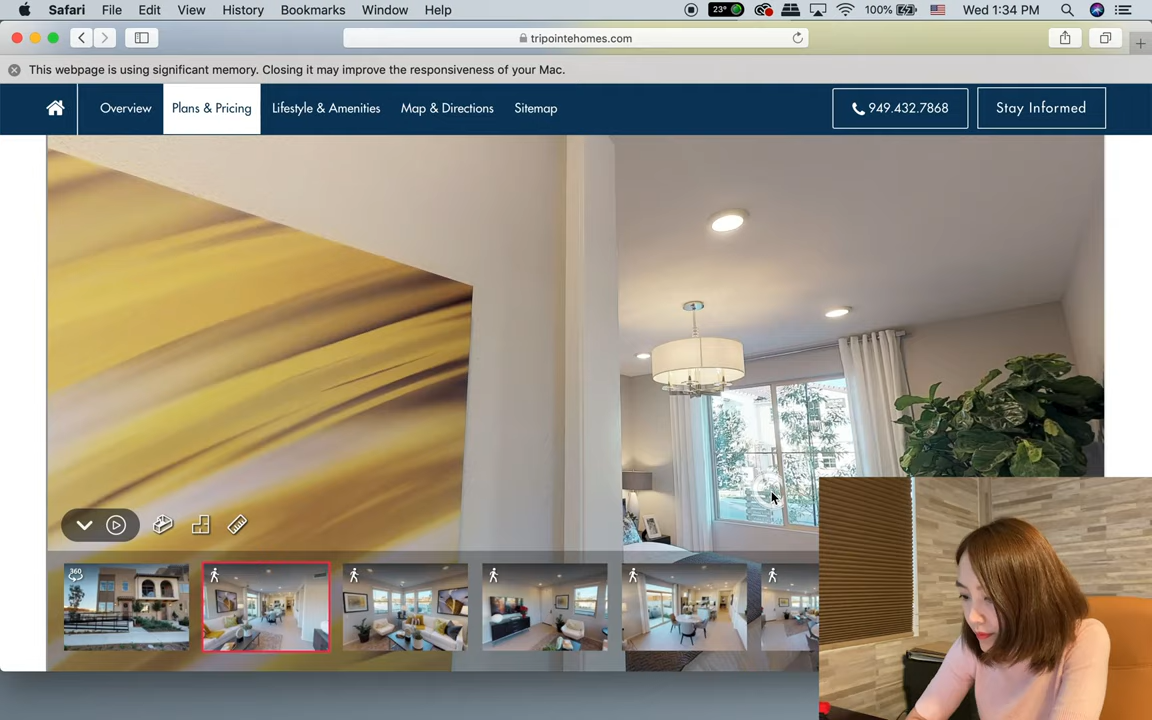 Safari File Edit View History Bookmarks Window Help 23° 100% Wed 1:34 PM
tripointehomes.com
This webpage is using significant memory. Closing it may improve the responsiveness of your Mac.
Overview Plans & Pricing Lifestyle & Amenities Map & Directions Sitemap 949.432.7868 Stay Informed
360